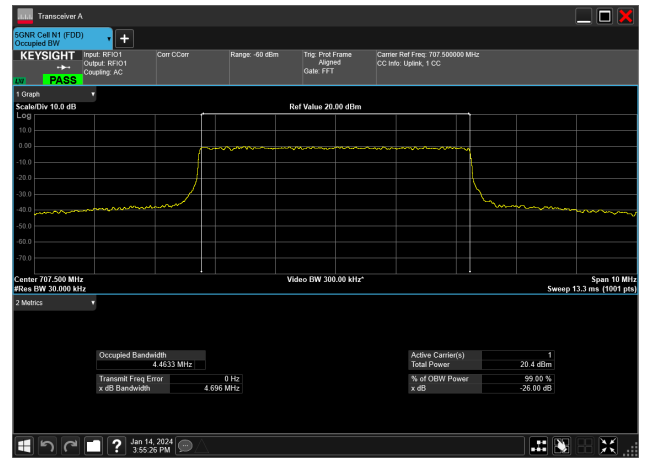 Transceiver A
5GNR Cell N1 (FDD)
Occupied BW
KEYSIGHT
Input: RFIO1
Output: RFIO1
Coupling: AC
Corr CCorr
Range: -60 dBm
Trig: Prot Frame
Aligned
Gate: FFT
Carrier Ref Freq: 707.500000 MHz
CC Info: Uplink, 1 CC
PASS
1 Graph
Scale/Div 10.0 dB
Ref Value 20.00 dBm
Log
10.0
0.00
-10.0
-20.0
-30.0
-40.0
-50.0
-60.0
-70.0
Center 707.500 MHz
Video BW 300.00 kHz*
Span 10 MHz
#Res BW 30.000 kHz
Sweep 13.3 ms (1001 pts)
2 Metrics
Occupied Bandwidth
4.4633 MHz
Active Carrier(s) 1
Total Power 20.4 dBm
Transmit Freq Error 0 Hz
x dB Bandwidth 4.696 MHz
% of OBW Power 99.00 %
x dB -26.00 dB
Jan 14, 2024
3:55:26 PM